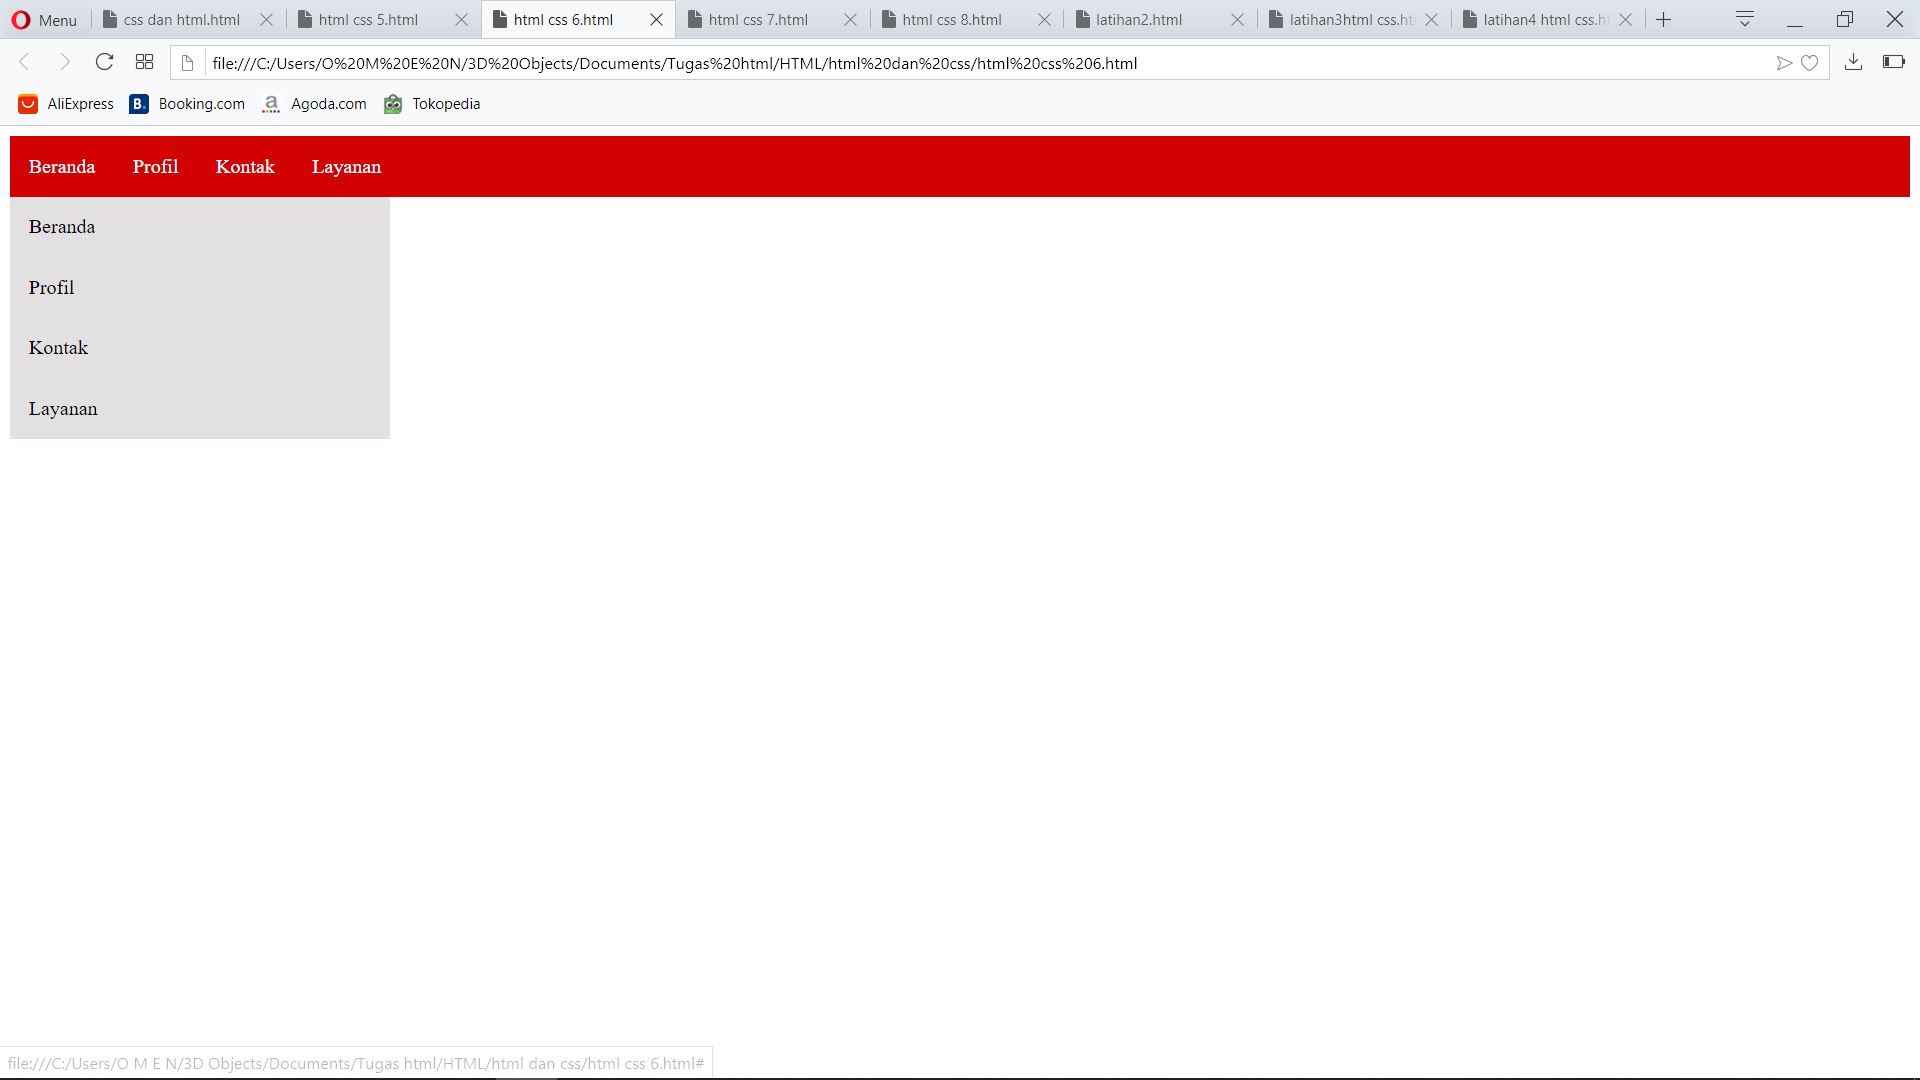 Menu css dan html.html html css 5.html html css 6.html html css 7.html html css 8.html latihan2.html latihan3html css.ht latihan4 html css.h
file:///C:/Users/O%20M%20E%20N/3D%20Objects/Documents/Tugas%20html/HTML/html%20dan%20css/html%20css%206.html
AliExpress B. Booking.com a Agoda.com Tokopedia
Beranda Profil Kontak Layanan
Beranda
Profil
Kontak
Layanan
file:///C:/Users/O M E N/3D Objects/Documents/Tugas html/HTML/html dan css/html css 6.html#